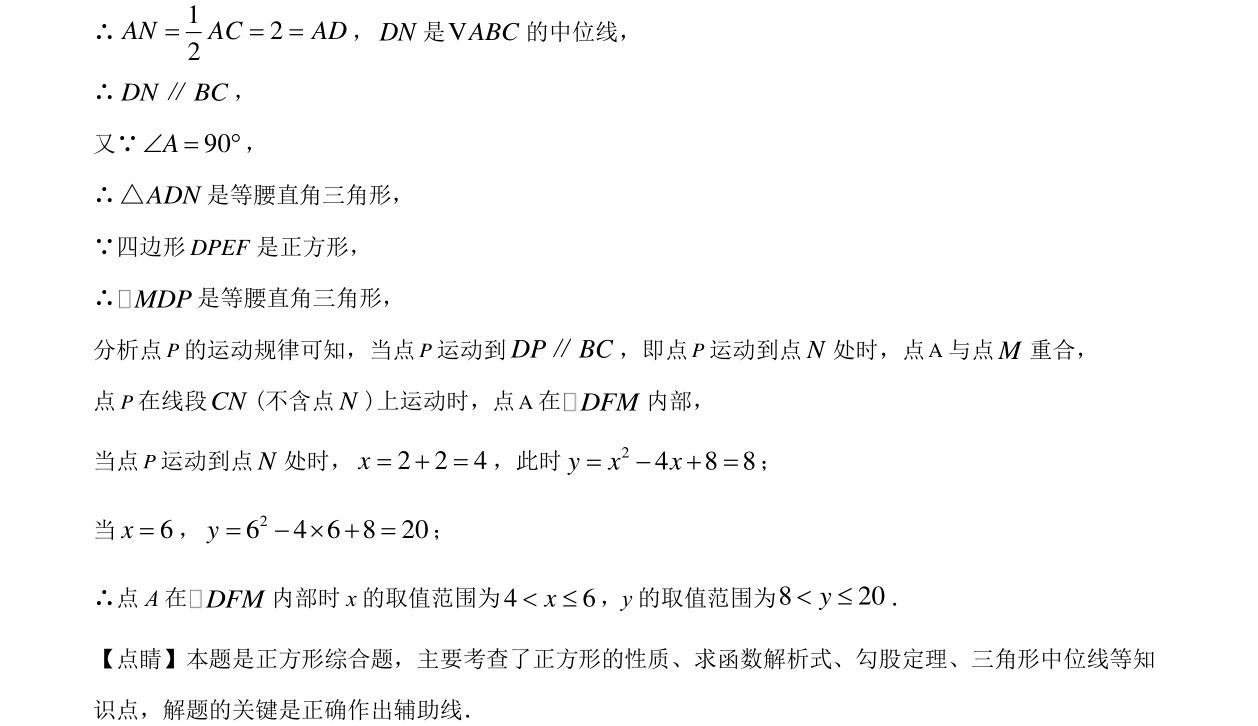 ∴ AN = 1/2 AC = 2 = AD，DN 是VABC 的中位线，
∴ DN // BC，
又∵ ∠A = 90°，
∴ △ADN 是等腰直角三角形，
∵四边形 DPEF 是正方形，
∴□MDP 是等腰直角三角形，
分析点 P 的运动规律可知，当点 P 运动到 DP // BC，即点 P 运动到点 N 处时，点 A 与点 M 重合，
点 P 在线段 CN (不含点 N )上运动时，点 A 在□DFM 内部，
当点 P 运动到点 N 处时，x = 2 + 2 = 4，此时 y = x² − 4x + 8 = 8；
当 x = 6，y = 6² − 4×6 + 8 = 20；
∴点 A 在□DFM 内部时 x 的取值范围为 4 < x ≤ 6，y 的取值范围为 8 < y ≤ 20．
【点睛】本题是正方形综合题，主要考查了正方形的性质、求函数解析式、勾股定理、三角形中位线等知
识点，解题的关键是正确作出辅助线．